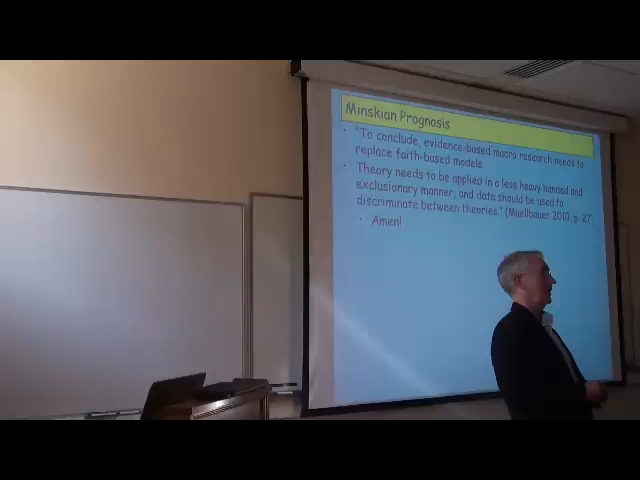 Minskian Prognosis
• "To conclude, evidence-based macro research needs to
replace faith-based models
• Theory needs to be applied in a less heavy handed and
exclusionary manner, and data should be used to
discriminate between theories." (Muellbauer 2010, p. 27)
• Amen!